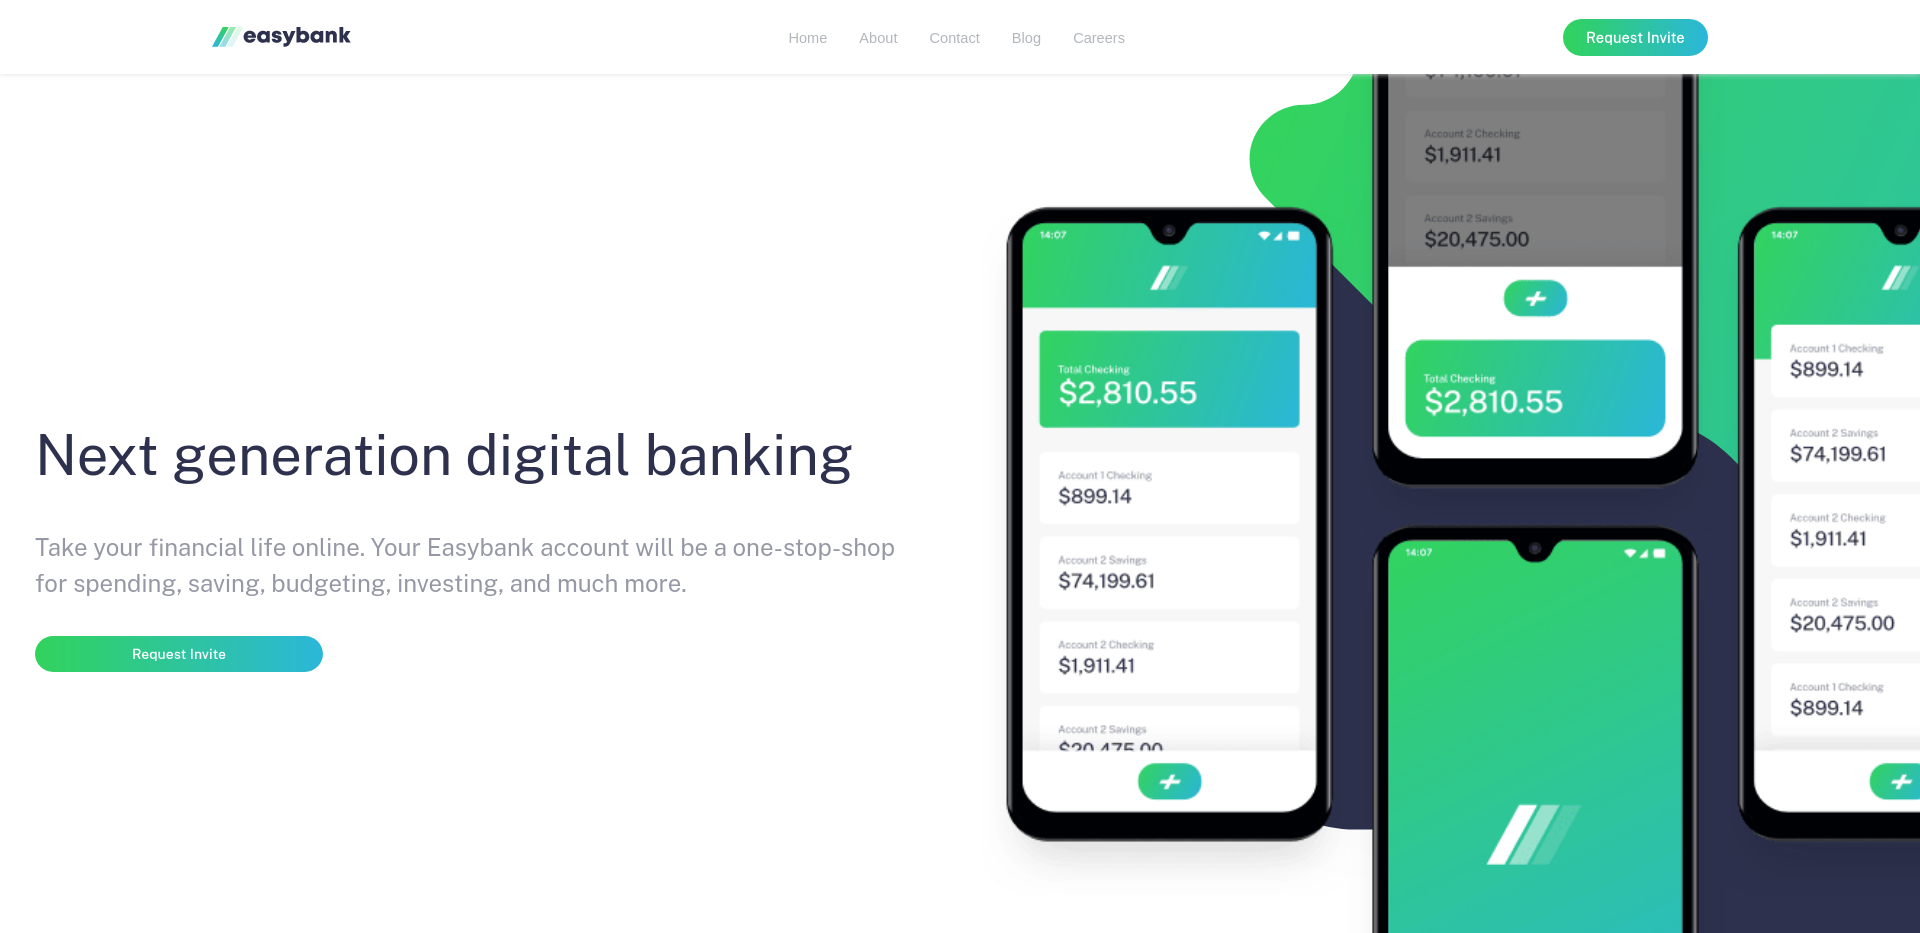 easybank
Home
About
Contact
Blog
Careers
Request Invite
Next generation digital banking
Take your financial life online. Your Easybank account will be a one-stop-shop
for spending, saving, budgeting, investing, and much more.
Request Invite
14:07
Total Checking
$2,810.55
Account 1 Checking
$899.14
Account 2 Savings
$74,199.61
Account 2 Checking
$1,911.41
Account 2 Savings
$20,475.00
Account 2 Checking
$1,911.41
Account 2 Savings
$20,475.00
Total Checking
$2,810.55
14:07
14:07
Account 1 Checking
$899.14
Account 2 Savings
$74,199.61
Account 2 Checking
$1,911.41
Account 2 Savings
$20,475.00
Account 1 Checking
$899.14